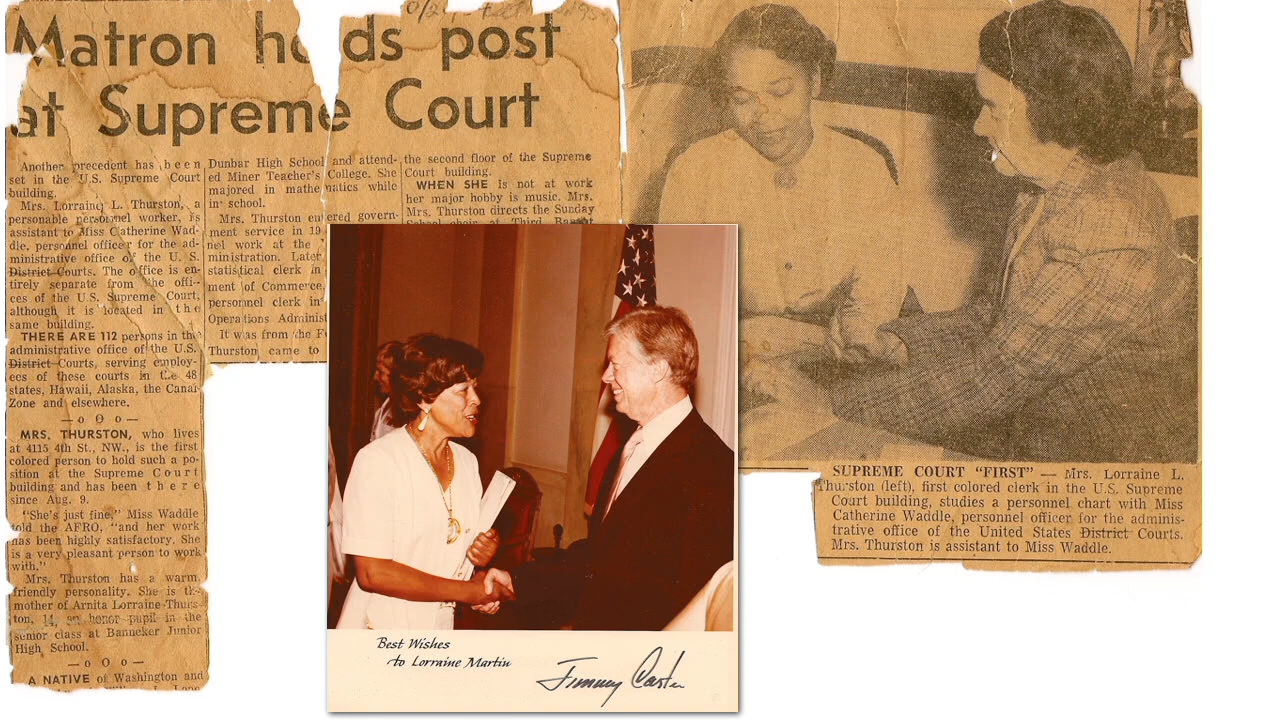 Matron holds post
at Supreme Court
Another precedent has been
set in the U.S. Supreme Court
building.
Mrs. Lorraine L. Thurston, a
personable personnel worker, is
assistant to Miss Catherine Wad-
dle, personnel officer for the ad-
ministrative office of the U. S.
District Courts. The office is en-
tirely separate from the offi-
ces of the U.S. Supreme Court,
although it is located in the
same building.
THERE ARE 112 persons in the
administrative office of the U.S.
District Courts, serving employ-
ees of these courts in the 48
states, Hawaii, Alaska, the Canal
Zone and elsewhere.
—o O o—
MRS. THURSTON, who lives
at 4115 4th St., NW., is the first
colored person to hold such a po-
sition at the Supreme Court
building and has been there
since Aug. 9.
"She's just fine," Miss Waddle
told the AFRO, "and her work
has been highly satisfactory. She
is a very pleasant person to work
with."
Mrs. Thurston has a warm,
friendly personality. She is the
mother of Arnita Lorraine Thurs-
ton, 14, an honor pupil in the
senior class at Banneker Junior
High School.
—o O o—
A NATIVE of Washington and
Dunbar High School and attend-
ed Miner Teacher's College. She
majored in mathematics while
in school.
Mrs. Thurston entered govern-
ment service in 19
nel work at the
ministration. Later
statistical clerk in
ment of Commerce,
personnel clerk in
Operations Administ
It was from the
Thurston came to
the second floor of the Supreme
Court building.
WHEN SHE is not at work
her major hobby is music. Mrs.
Mrs. Thurston directs the Sunday
School choir at Third Baptist
SUPREME COURT "FIRST" — Mrs. Lorraine L.
Thurston (left), first colored clerk in the U.S. Supreme
Court building, studies a personnel chart with Miss
Catherine Waddle, personnel officer for the adminis-
trative office of the United States District Courts.
Mrs. Thurston is assistant to Miss Waddle.
Best Wishes
to Lorraine Martin
Jimmy Carter